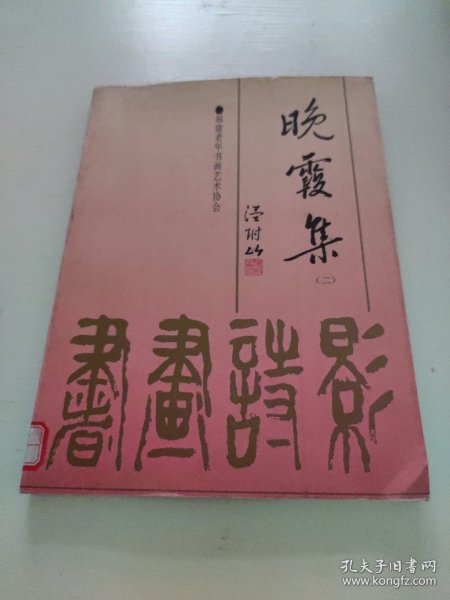 晚霞集
(二)
●福建老年书画艺术协会
書畫詩影
孔夫子旧书网
www.kongfz.com